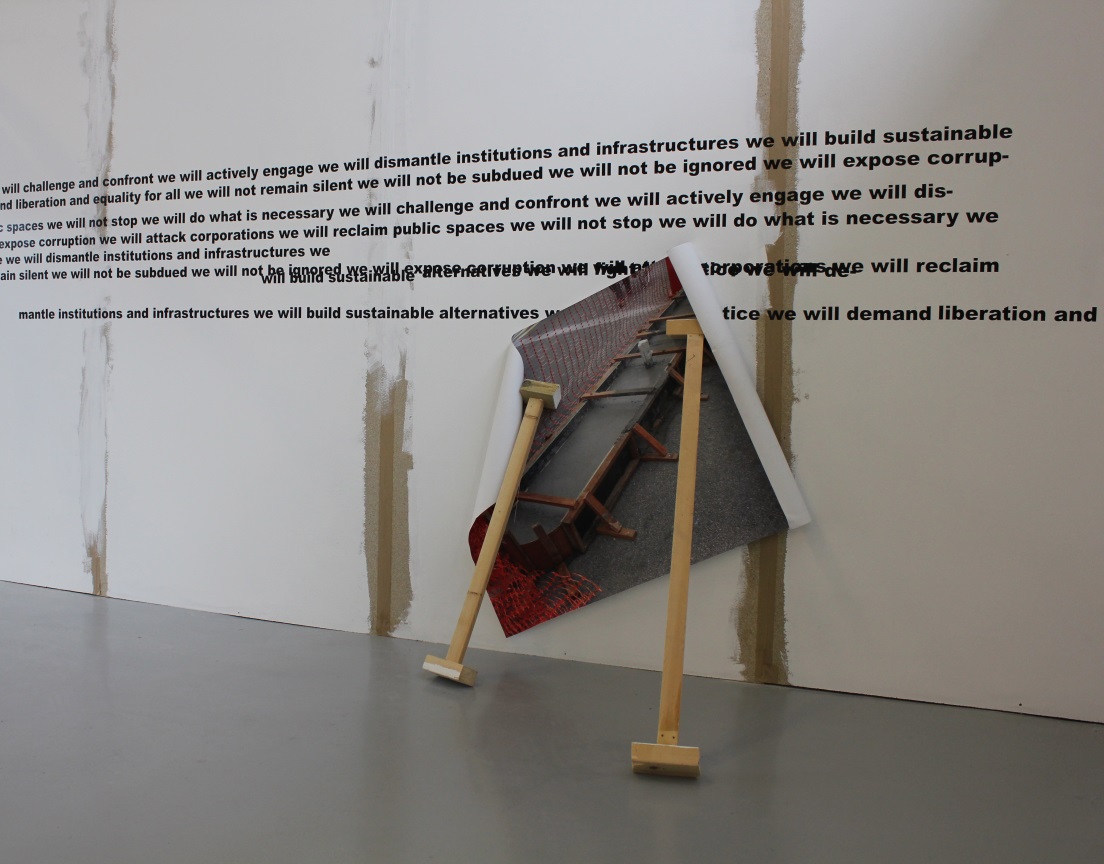 will challenge and confront we will actively engage we will dismantle institutions and infrastructures we will build sustainable
nd liberation and equality for all we will not remain silent we will not be subdued we will not be ignored we will expose corrup-
c spaces we will not stop we will do what is necessary we will challenge and confront we will actively engage we will dis-
expose corruption we will attack corporations we will reclaim public spaces we will not stop we will do what is necessary we
e we will dismantle institutions and infrastructures we
ain silent we will not be subdued we will not be ignored we will expose corruption we will corporations we will reclaim
will build sustainable alternatives we will fight tice we will de-
mantle institutions and infrastructures we will build sustainable alternatives w tice we will demand liberation and